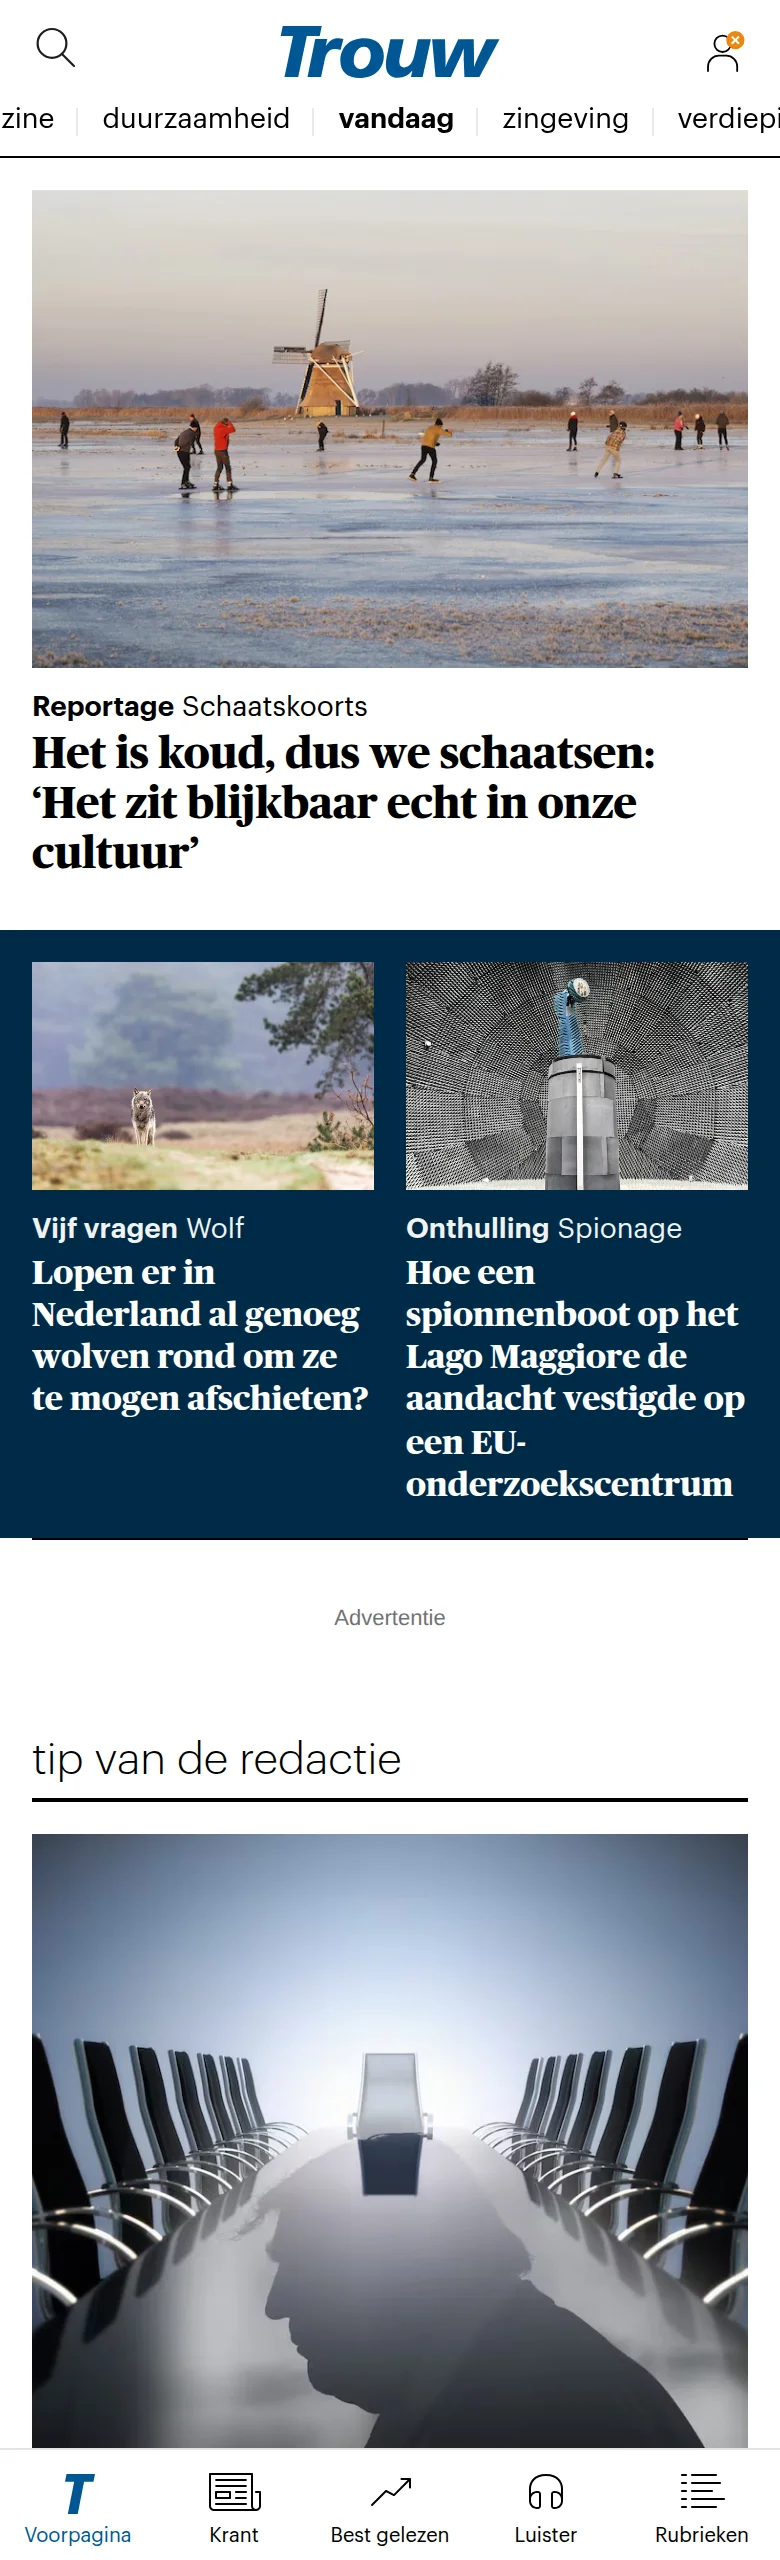 Trouw
zine
duurzaamheid
vandaag
zingeving
verdiepi
Reportage Schaatskoorts
Het is koud, dus we schaatsen:
‘Het zit blijkbaar echt in onze
cultuur’
Vijf vragen Wolf
Lopen er in
Nederland al genoeg
wolven rond om ze
te mogen afschieten?
Onthulling Spionage
Hoe een
spionnenboot op het
Lago Maggiore de
aandacht vestigde op
een EU-
onderzoekscentrum
Advertentie
tip van de redactie
T
Voorpagina
Krant
Best gelezen
Luister
Rubrieken